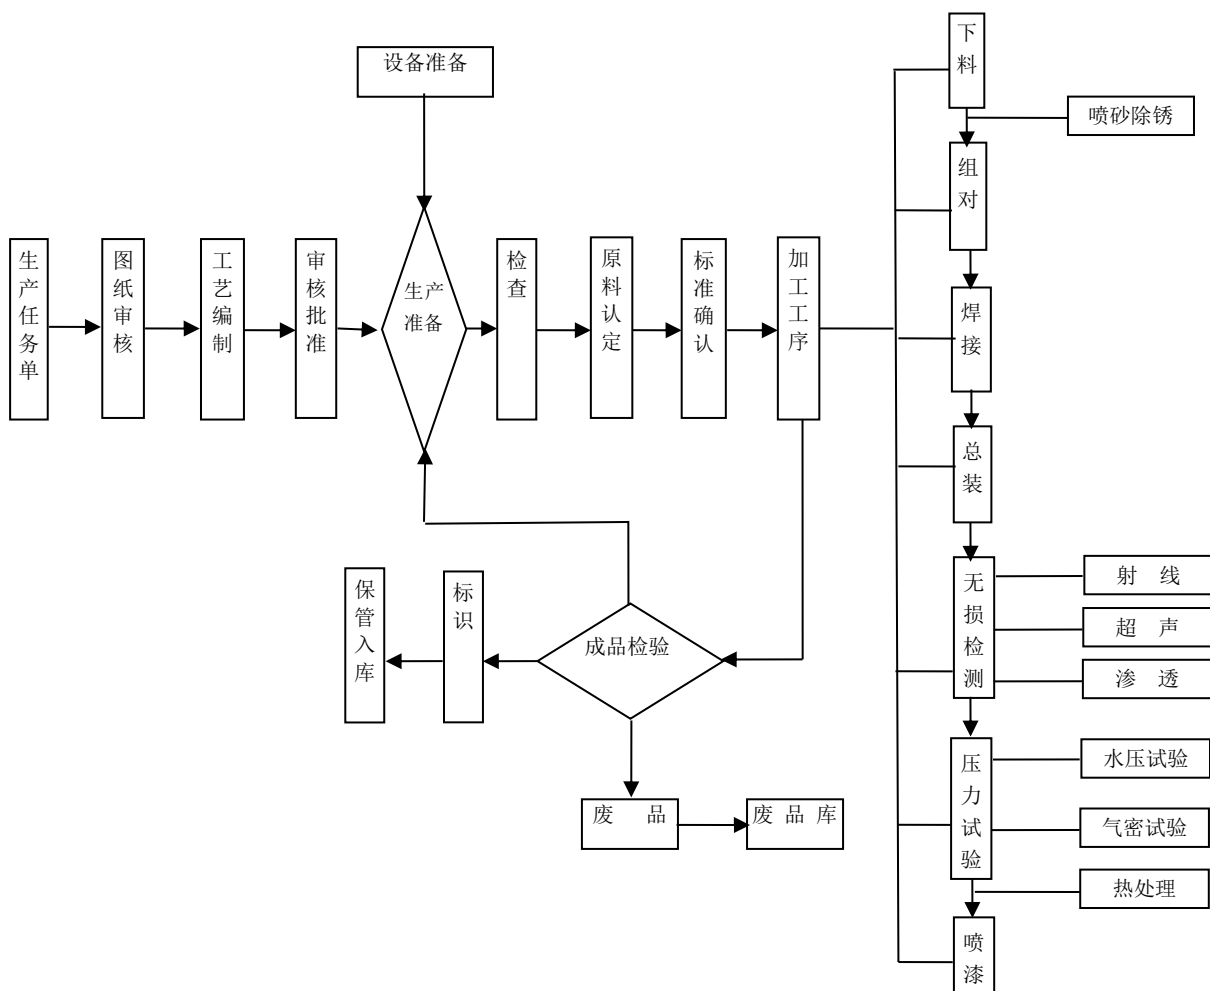 设备准备
生产任务单
图纸审核
工艺编制
审核批准
生产
准备
检查
原料认定
标准确认
加工工序
下料
喷砂除锈
组对
焊接
总装
无损检测
射 线
超 声
渗 透
压力试验
水压试验
气密试验
热处理
喷漆
成品检验
标识
保管入库
废 品
废 品 库